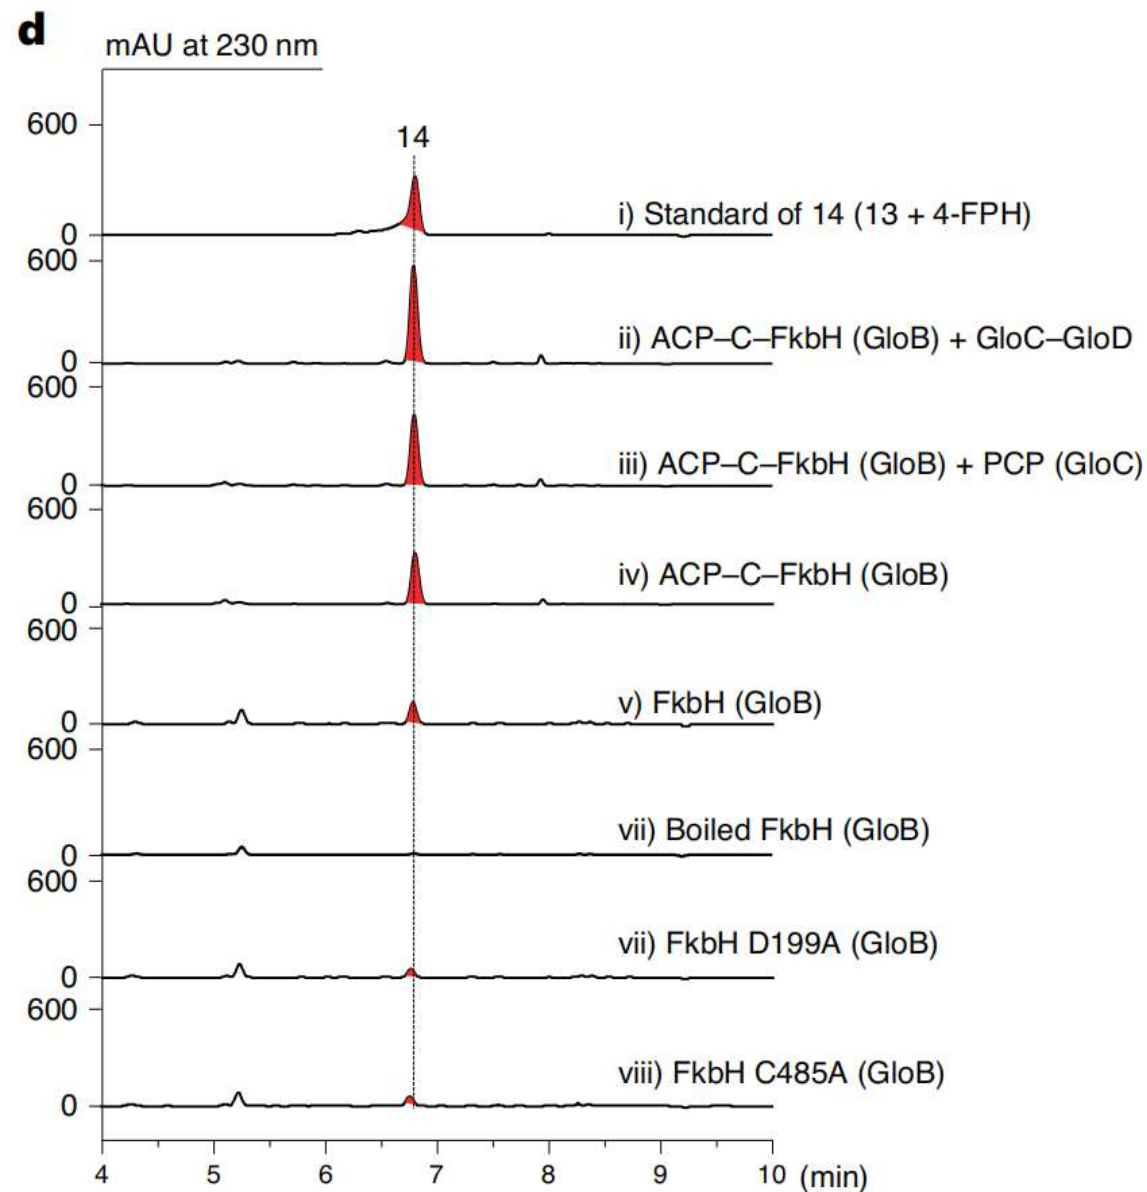 d
mAU at 230 nm
600
14
i) Standard of 14 (13 + 4-FPH)
0
600
ii) ACP–C–FkbH (GloB) + GloC–GloD
0
600
iii) ACP–C–FkbH (GloB) + PCP (GloC)
0
600
iv) ACP–C–FkbH (GloB)
0
600
v) FkbH (GloB)
0
600
vii) Boiled FkbH (GloB)
0
600
vii) FkbH D199A (GloB)
0
600
viii) FkbH C485A (GloB)
0
4 5 6 7 8 9 10 (min)